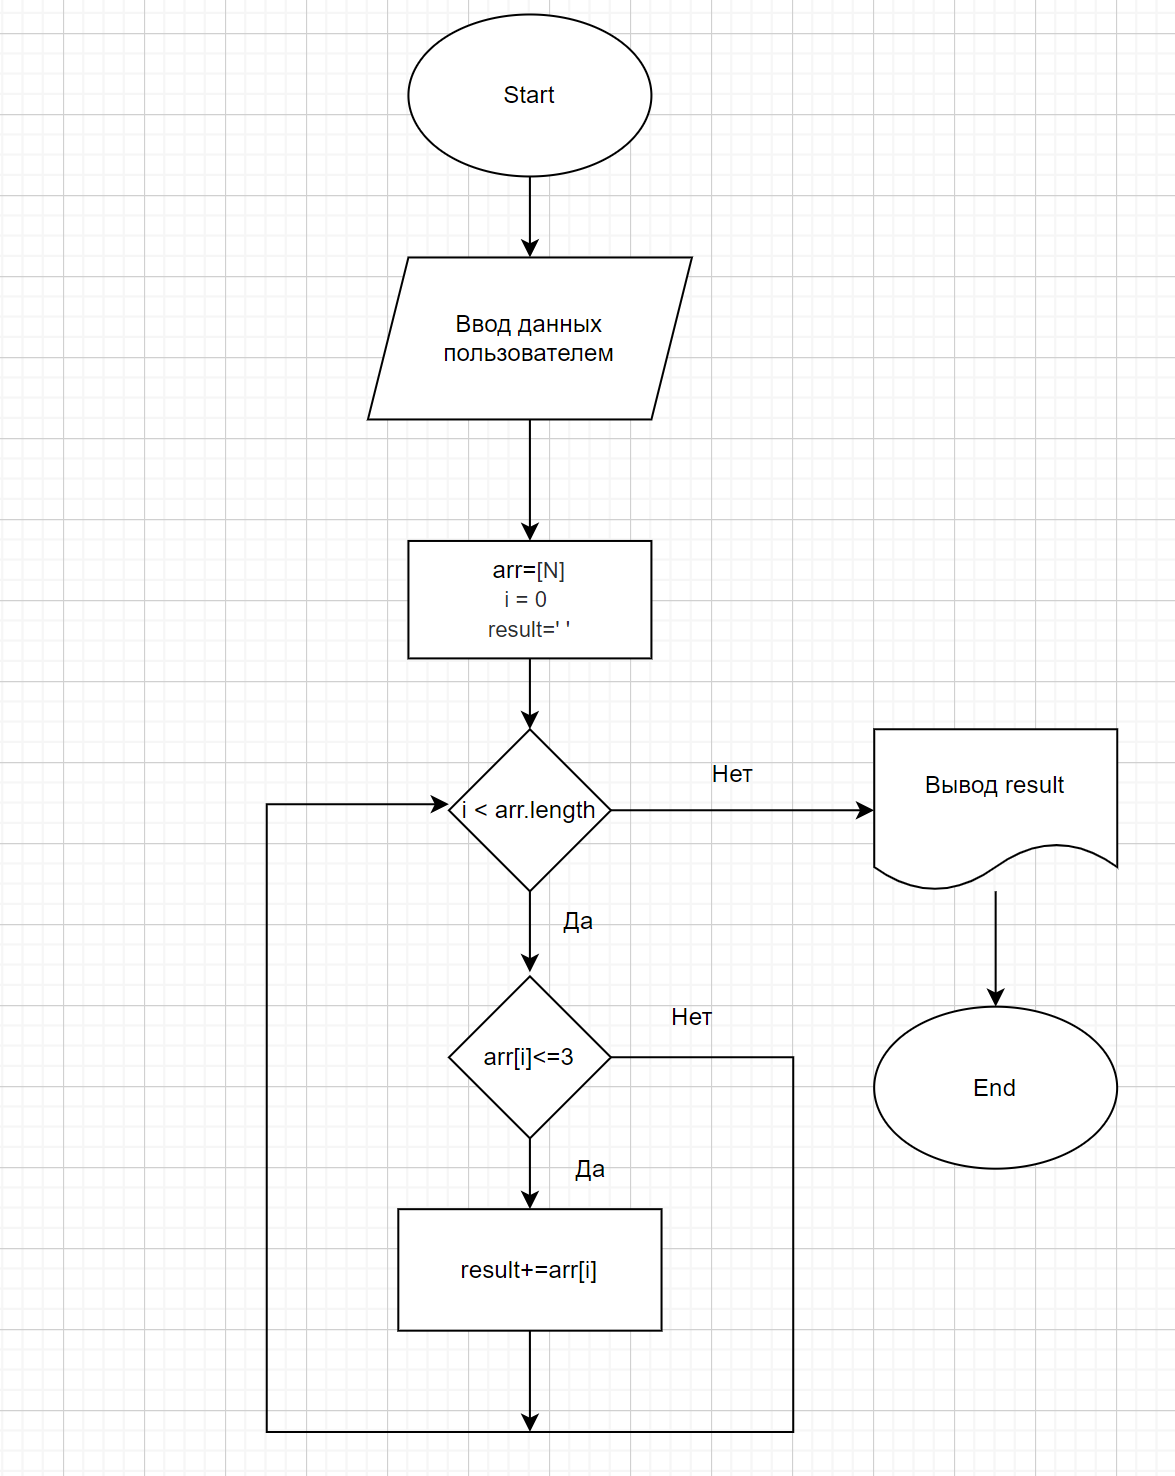 Start
Ввод данных
пользователем
arr=[N]
i = 0
result=' '
i < arr.length
Нет
Вывод result
Да
arr[i]<=3
Нет
End
Да
result+=arr[i]